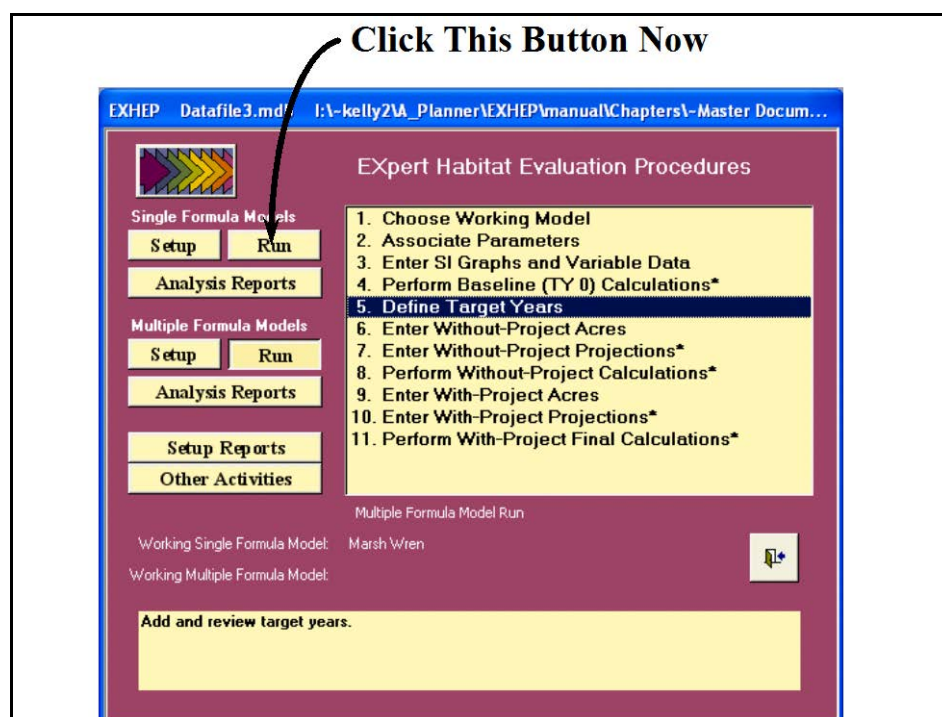 Click This Button Now
EXHEP Datafile3.md I:\~kelly2\A_Planner\EXHEP\manual\Chapters\~Master Docum...
EXpert Habitat Evaluation Procedures
Single Formula Models
Setup Run
Analysis Reports
Multiple Formula Models
Setup Run
Analysis Reports
Setup Reports
Other Activities
1. Choose Working Model
2. Associate Parameters
3. Enter SI Graphs and Variable Data
4. Perform Baseline (TY 0) Calculations*
5. Define Target Years
6. Enter Without-Project Acres
7. Enter Without-Project Projections*
8. Perform Without-Project Calculations*
9. Enter With-Project Acres
10. Enter With-Project Projections*
11. Perform With-Project Final Calculations*
Multiple Formula Model Run
Working Single Formula Model: Marsh Wren
Working Multiple Formula Model:
Add and review target years.